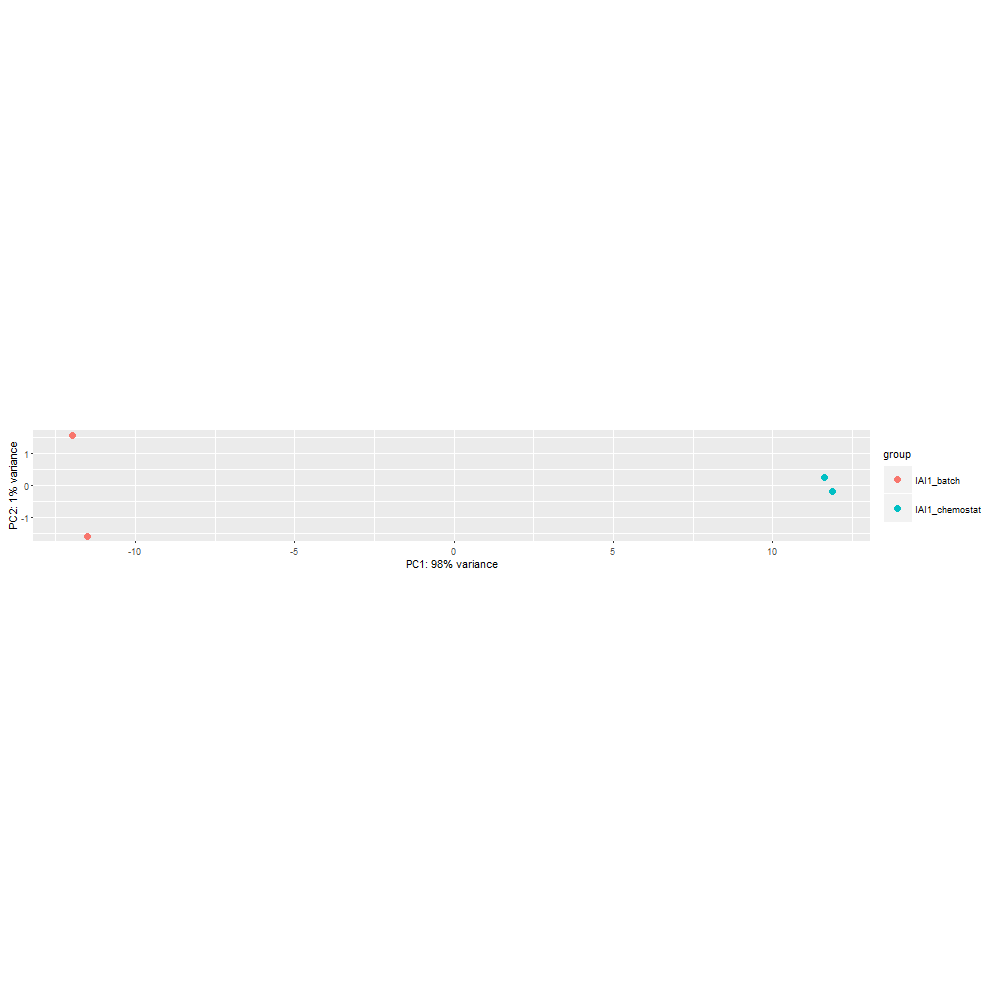 PC2: 1% variance
1
0
-1
-10
-5
0
5
10
PC1: 98% variance
group
IAI1_batch
IAI1_chemostat